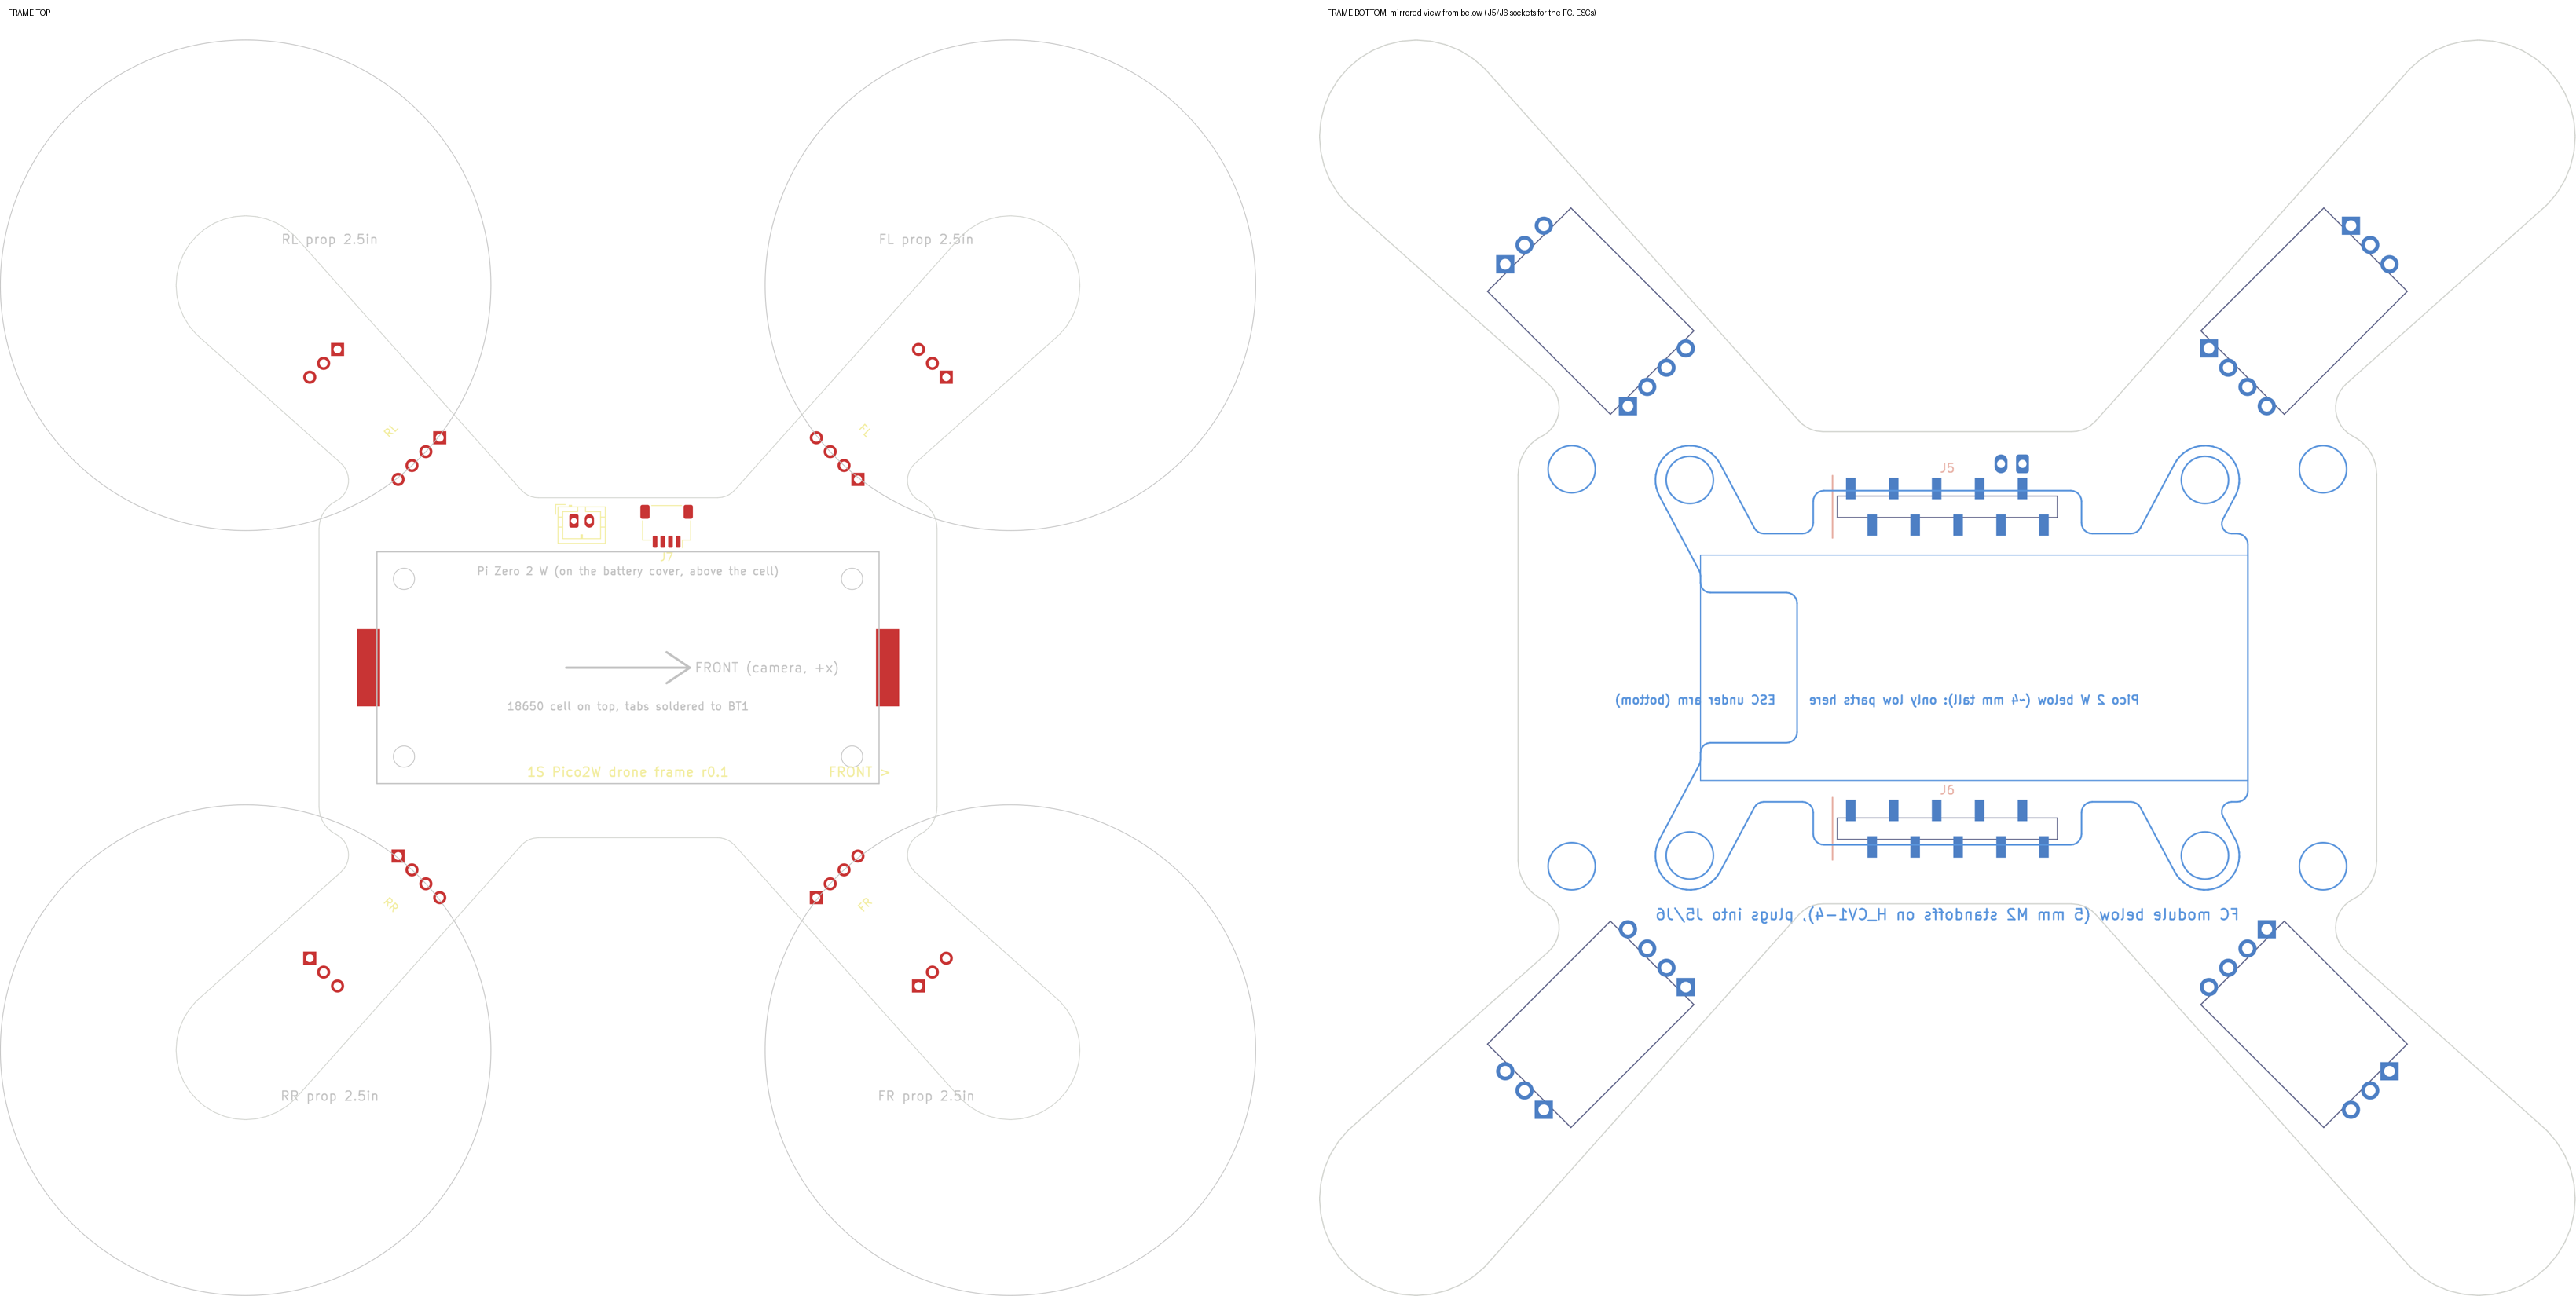 FRAME TOP
FRAME BOTTOM, mirrored view from below (J5/J6 sockets for the FC, ESCs)
RL prop 2.5in
FL prop 2.5in
RL
FL
J7
Pi Zero 2 W (on the battery cover, above the cell)
FRONT (camera, +x)
18650 cell on top, tabs soldered to BT1
1S Pico2W drone frame r0.1
FRONT >
RR
FR
RR prop 2.5in
FR prop 2.5in
J5
ESC under arm (bottom)
Pico 2 W below (~4 mm tall): only low parts here
J6
FC module below (5 mm M2 standoffs on H_CV1-4), plugs into J5/J6